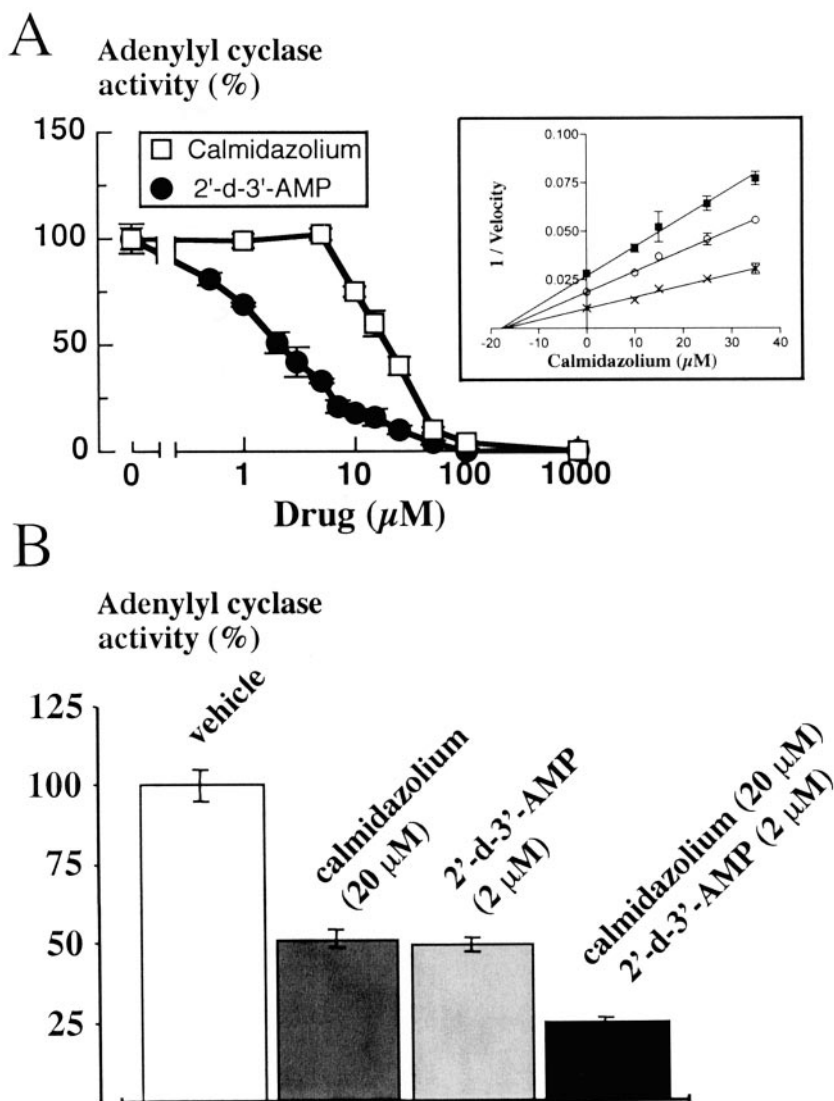 A
Adenylyl cyclase
activity (%)
150
100
50
0
Calmidazolium
2'-d-3'-AMP
0
1
10
100
1000
Drug (µM)
1 / Velocity
0.100
0.075
0.050
0.025
-20
-10
0
10
20
30
40
Calmidazolium (µM)
B
Adenylyl cyclase
activity (%)
125
100
75
50
25
vehicle
calmidazolium
(20 µM)
2'-d-3'-AMP
(2 µM)
calmidazolium (20 µM)
2'-d-3'-AMP (2 µM)